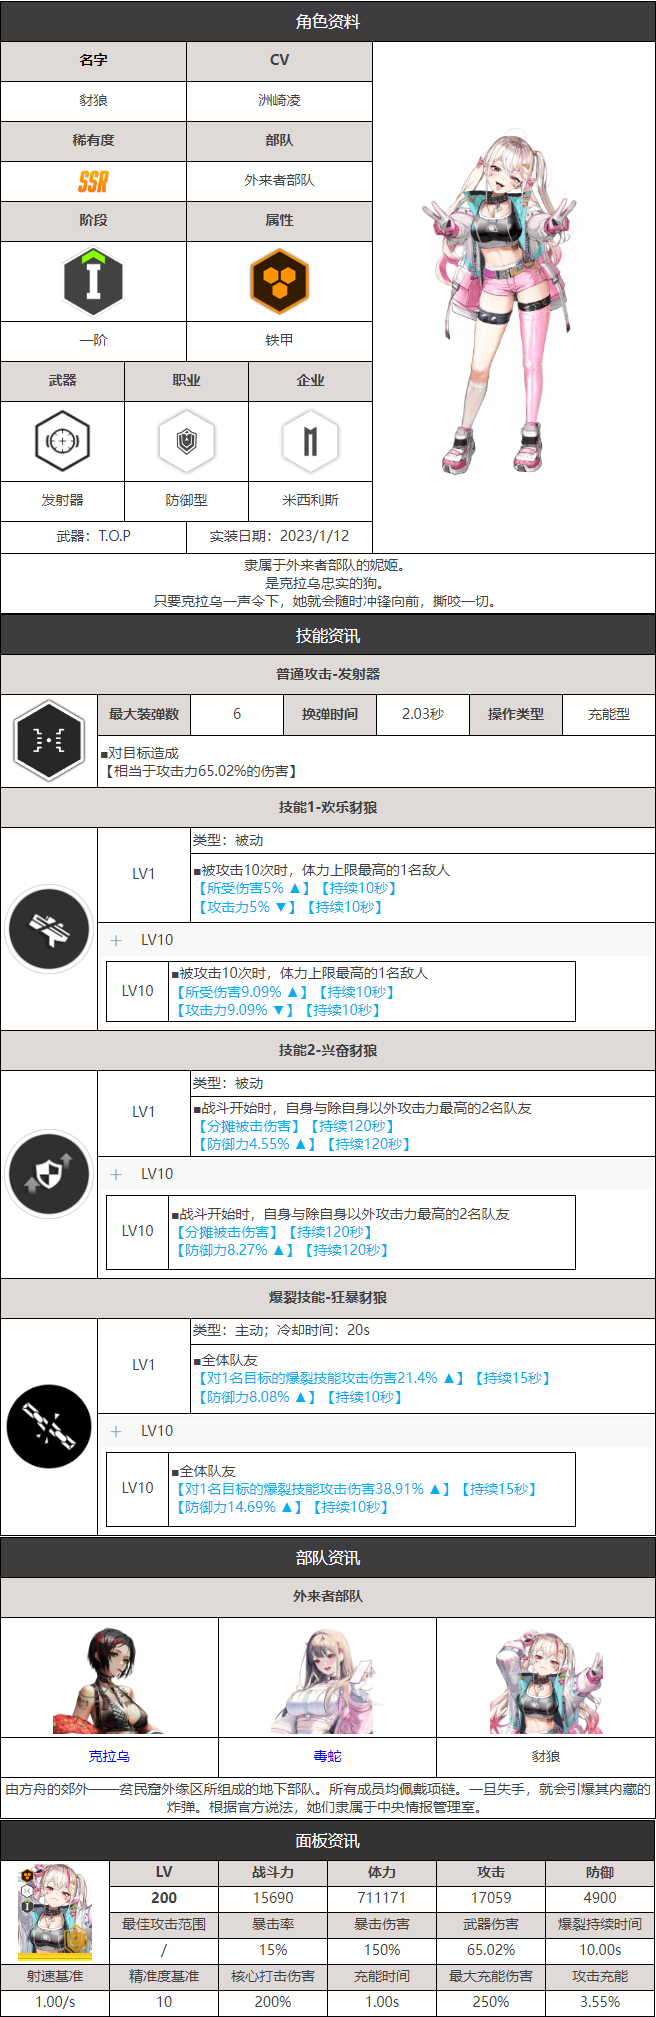 角色资料
名字 CV
豺狼 洲崎凌
稀有度 部队
SSR 外来者部队
阶段 属性
一阶 铁甲
武器 职业 企业
发射器 防御型 米西利斯
武器：T.O.P 实装日期：2023/1/12
隶属于外来者部队的妮姬。
是克拉乌忠实的狗。
只要克拉乌一声令下，她就会随时冲锋向前，撕咬一切。
技能资讯
普通攻击-发射器
最大装弹数 6 换弹时间 2.03秒 操作类型 充能型
■对目标造成
【相当于攻击力65.02%的伤害】
技能1-欢乐豺狼
LV1
类型：被动
■被攻击10次时，体力上限最高的1名敌人
【所受伤害5% ▲】【持续10秒】
【攻击力5% ▼】【持续10秒】
+ LV10
LV10
■被攻击10次时，体力上限最高的1名敌人
【所受伤害9.09% ▲】【持续10秒】
【攻击力9.09% ▼】【持续10秒】
技能2-兴奋豺狼
LV1
类型：被动
■战斗开始时，自身与除自身以外攻击力最高的2名队友
【分摊被击伤害】【持续120秒】
【防御力4.55% ▲】【持续120秒】
+ LV10
LV10
■战斗开始时，自身与除自身以外攻击力最高的2名队友
【分摊被击伤害】【持续120秒】
【防御力8.27% ▲】【持续120秒】
爆裂技能-狂暴豺狼
LV1
类型：主动；冷却时间：20s
■全体队友
【对1名目标的爆裂技能攻击伤害21.4% ▲】【持续15秒】
【防御力8.08% ▲】【持续10秒】
+ LV10
LV10
■全体队友
【对1名目标的爆裂技能攻击伤害38.91% ▲】【持续15秒】
【防御力14.69% ▲】【持续10秒】
部队资讯
外来者部队
克拉乌 毒蛇 豺狼
由方舟的郊外——贫民窟外缘区所组成的地下部队。所有成员均佩戴项链。一旦失手，就会引爆其内藏的
炸弹。根据官方说法，她们隶属于中央情报管理室。
面板资讯
LV 战斗力 体力 攻击 防御
200 15690 711171 17059 4900
最佳攻击范围 暴击率 暴击伤害 武器伤害 爆裂持续时间
/ 15% 150% 65.02% 10.00s
射速基准 精准度基准 核心打击伤害 充能时间 最大充能伤害 攻击充能
1.00/s 10 200% 1.00s 250% 3.55%